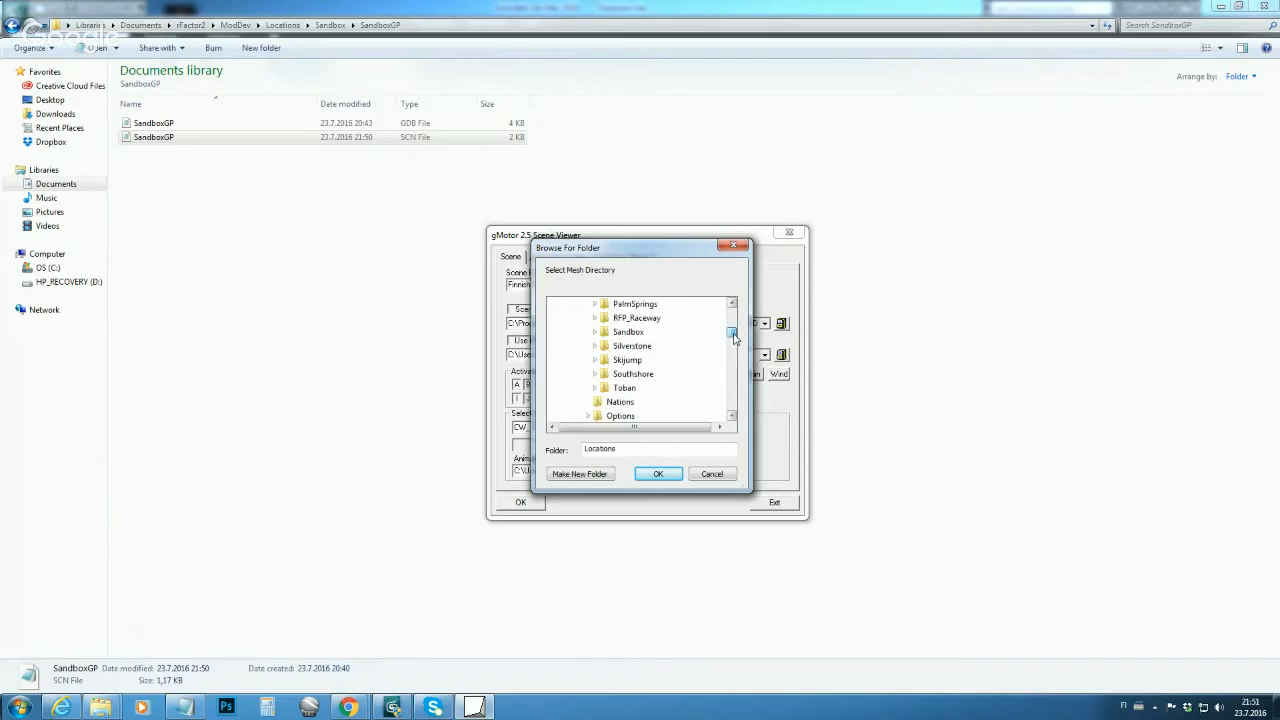 Libraries ▸ Documents ▸ rFactor2 ▸ ModDev ▸ Locations ▸ Sandbox ▸ SandboxGP
Search SandboxGP
Organize Open Share with Burn New folder
Google
Favorites
Creative Cloud Files
Desktop
Downloads
Recent Places
Dropbox
Libraries
Documents
Music
Pictures
Videos
Computer
OS (C:)
HP_RECOVERY (D:)
Network
Documents library
SandboxGP
Arrange by: Folder
Name Date modified Type Size
SandboxGP 23.7.2016 20:43 GDB File 4 KB
SandboxGP 23.7.2016 21:50 SCN File 2 KB
gMotor 2.5 Scene Viewer
Scene
Finnish
Wind
OK
Exit
Browse For Folder
Select Mesh Directory
PalmSprings
RFP_Raceway
Sandbox
Silverstone
Skijump
Southshore
Toban
Nations
Options
Folder: Locations
Make New Folder OK Cancel
SandboxGP Date modified: 23.7.2016 21:50 Date created: 23.7.2016 20:40
SCN File Size: 1,17 KB
Ps
FI
21:51
23.7.2016